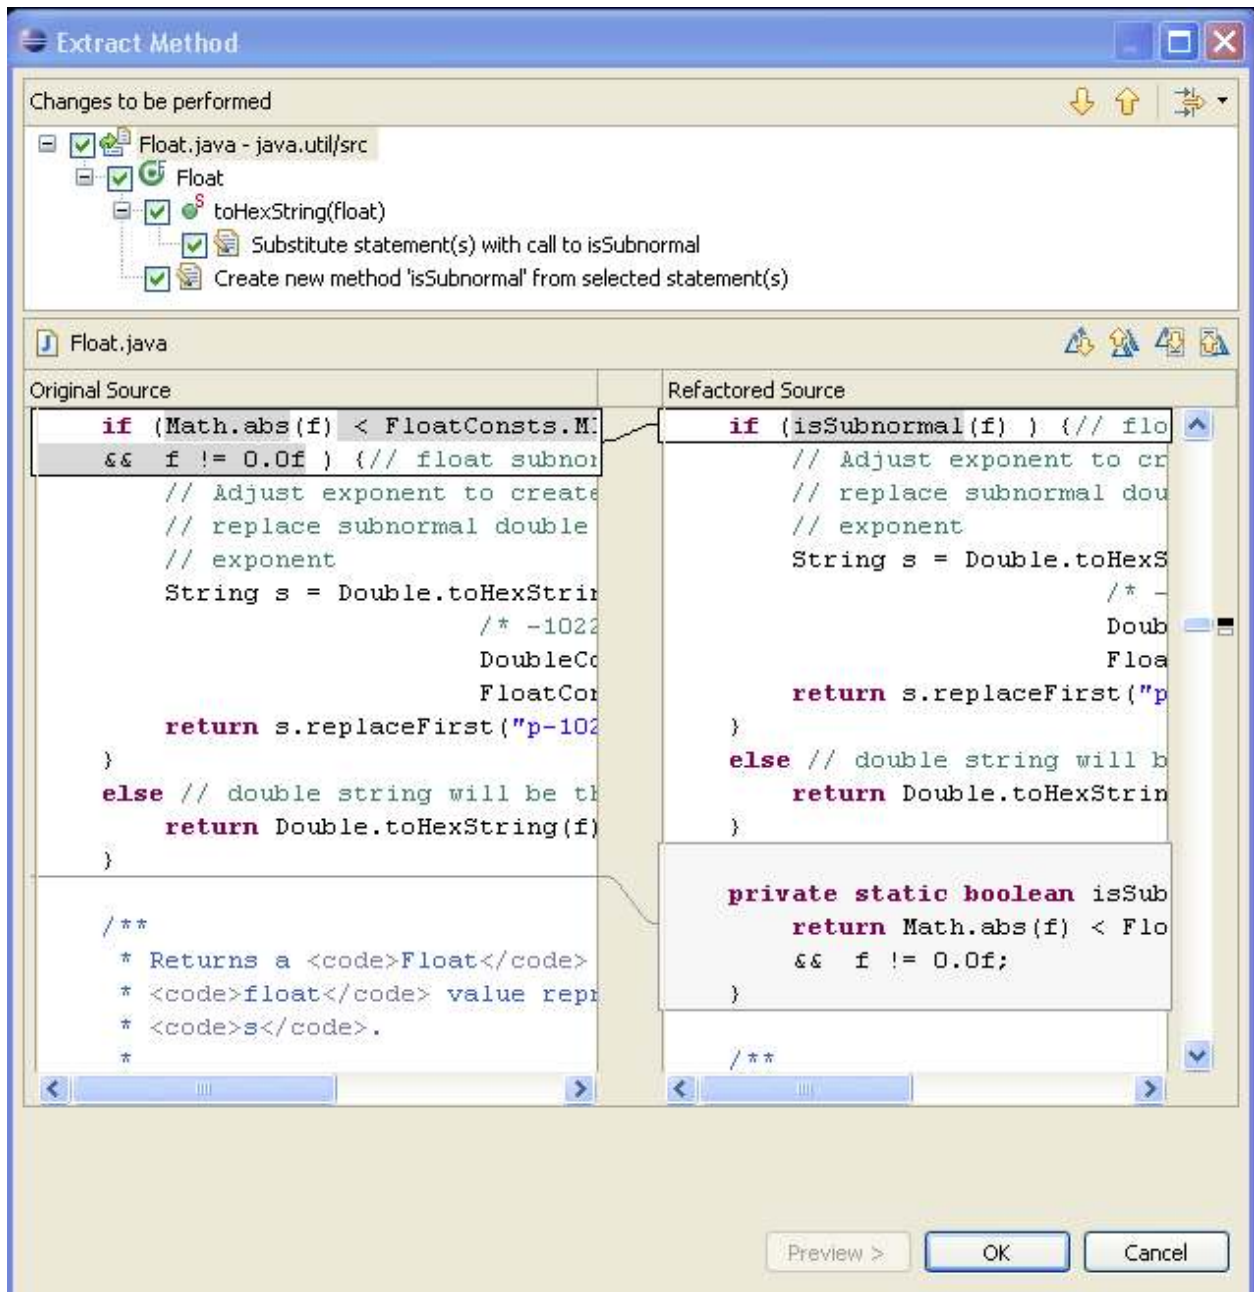 Extract Method
Changes to be performed
Float.java - java.util/src
Float
toHexString(float)
Substitute statement(s) with call to isSubnormal
Create new method 'isSubnormal' from selected statement(s)
Float.java
Original Source
if (Math.abs(f) < FloatConsts.MI
&& f != 0.0f ) {// float subnor
// Adjust exponent to create
// replace subnormal double
// exponent
String s = Double.toHexStrin
/* -1022
DoubleCo
FloatCon
return s.replaceFirst("p-102
}
else // double string will be th
return Double.toHexString(f)
}
/**
* Returns a <code>Float</code>
* <code>float</code> value repr
* <code>s</code>.
*
Refactored Source
if (isSubnormal(f) ) {// flo
// Adjust exponent to cr
// replace subnormal dou
// exponent
String s = Double.toHexS
/* -
Doub
Floa
return s.replaceFirst("p
}
else // double string will b
return Double.toHexStrin
}
private static boolean isSub
return Math.abs(f) < Flo
&& f != 0.0f;
}
/**
Preview >
OK
Cancel